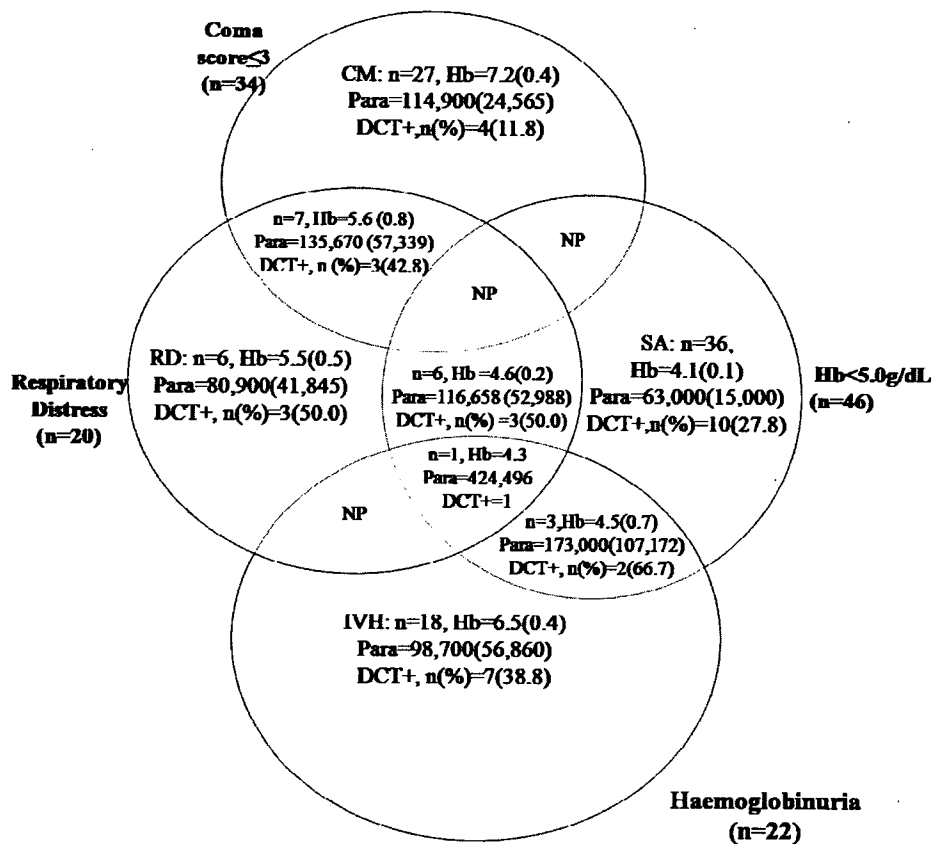 Coma
score≤3
(n=34)
CM: n=27, Hb=7.2(0.4)
Para=114,900(24,565)
DCT+,n(%)=4(11.8)
n=7, Hb=5.6 (0.8)
Para=135,670 (57,339)
DCT+, n (%)=3(42.8)
NP
NP
RD: n=6, Hb=5.5(0.5)
Para=80,900(41,845)
DCT+, n(%)=3(50.0)
Respiratory
Distress
(n=20)
n=6, Hb =4.6(0.2)
Para=116,658 (52,988)
DCT+, n(%) =3(50.0)
SA: n=36,
Hb=4.1(0.1)
Para=63,000(15,000)
DCT+,n(%)=10(27.8)
Hb<5.0g/dL
(n=46)
n=1, Hb=4.3
Para=424,496
DCT+=1
NP
n=3,Hb=4.5(0.7)
Para=173,000(107,172)
DCT+, n(%)=2(66.7)
IVH: n=18, Hb=6.5(0.4)
Para=98,700(56,860)
DCT+, n(%)=7(38.8)
Haemoglobinuria
(n=22)